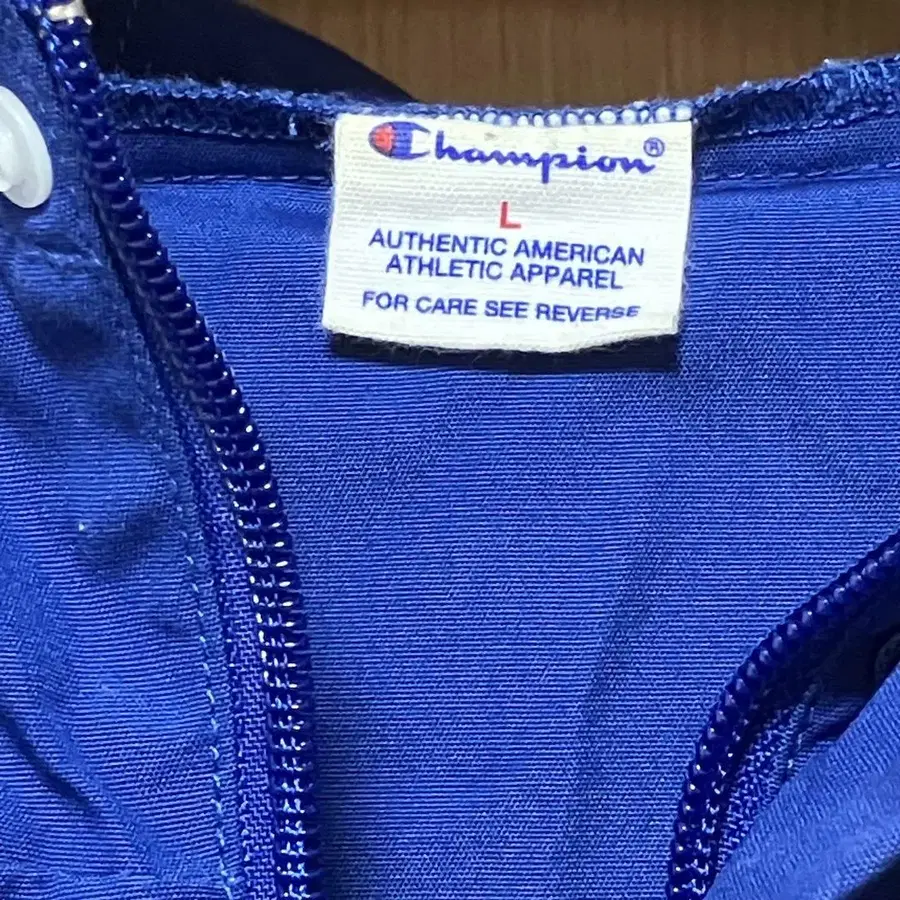 Champion®
L
AUTHENTIC AMERICAN
ATHLETIC APPAREL
FOR CARE SEE REVERSE